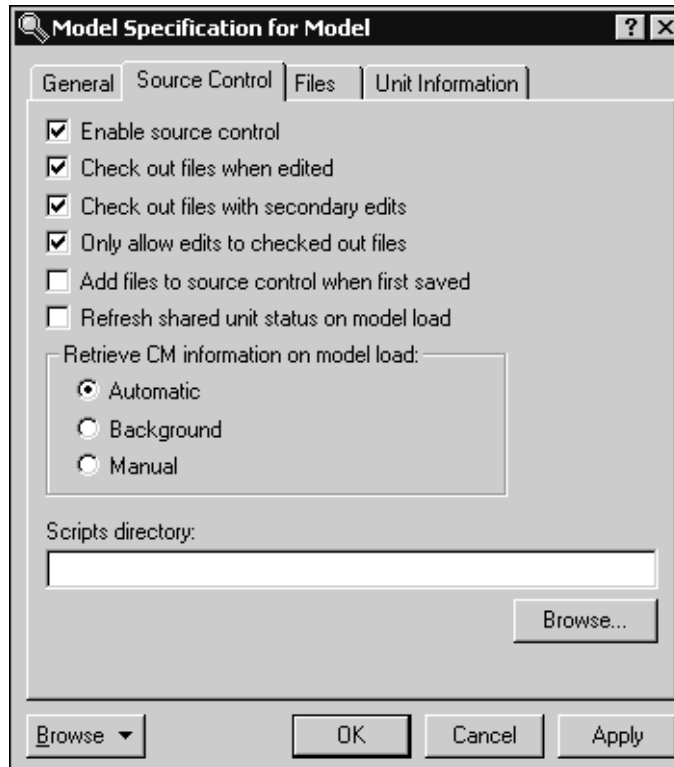 Model Specification for Model
General Source Control Files Unit Information
Enable source control
Check out files when edited
Check out files with secondary edits
Only allow edits to checked out files
Add files to source control when first saved
Refresh shared unit status on model load
Retrieve CM information on model load:
Automatic
Background
Manual
Scripts directory:
Browse...
Browse OK Cancel Apply